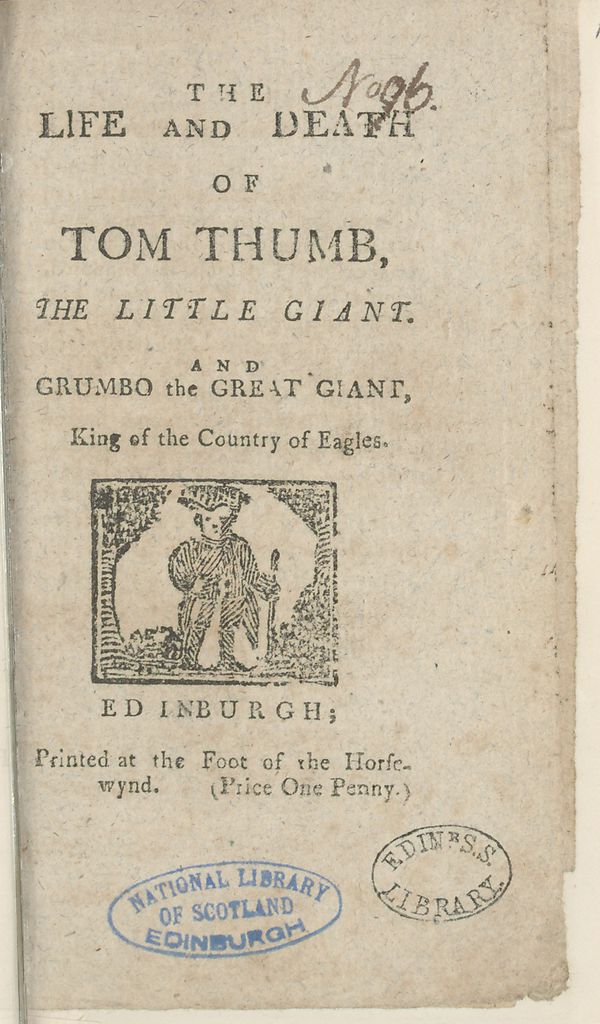 THE
No 96.
LIFE AND DEATH
OF
TOM THUMB,
THE LITTLE GIANT.
AND
GRUMBO the GREAT GIANT,
King of the Country of Eagles.
EDINBURGH;
Printed at the Foot of the Horſe-
wynd. (Price One Penny.)
EDINR S.S.
LIBRARY.
NATIONAL LIBRARY
OF SCOTLAND
EDINBURGH